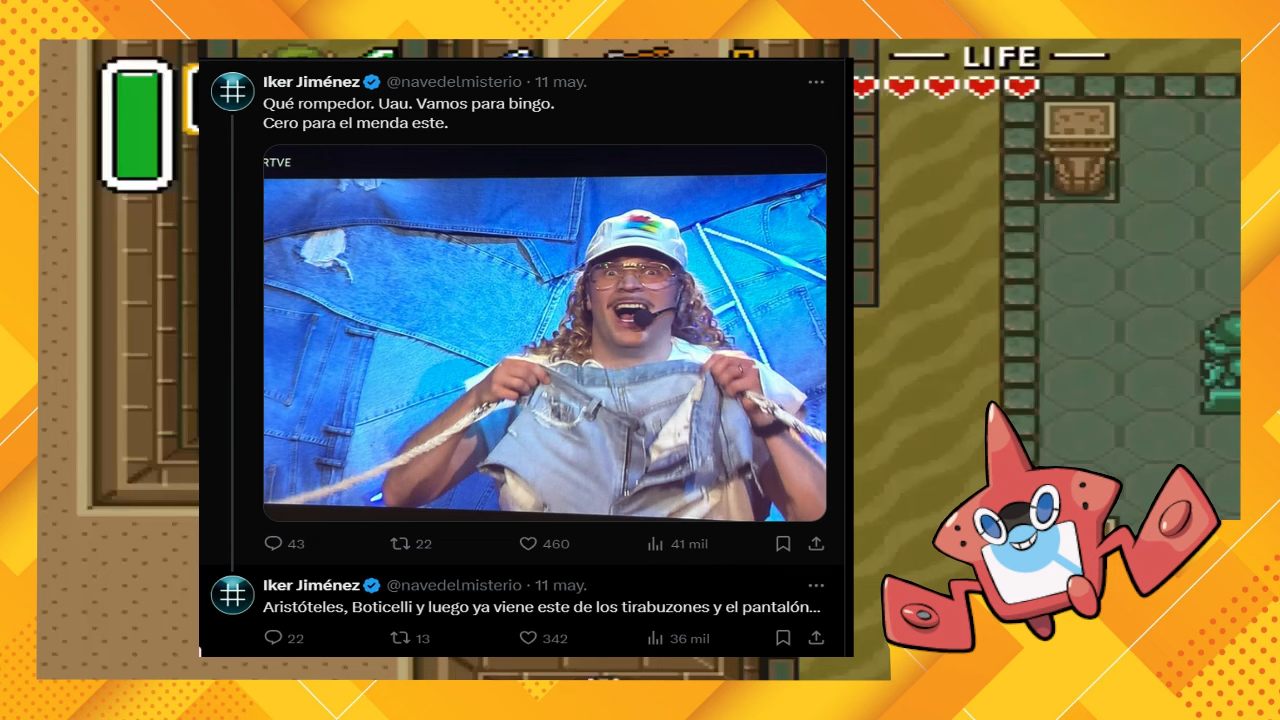 LIFE
Iker Jiménez @navedelmisterio · 11 may.
Qué rompedor. Uau. Vamos para bingo.
Cero para el menda este.
RTVE
43 22 460 41 mil
Iker Jiménez @navedelmisterio · 11 may.
Aristóteles, Boticelli y luego ya viene este de los tirabuzones y el pantalón...
22 13 342 36 mil